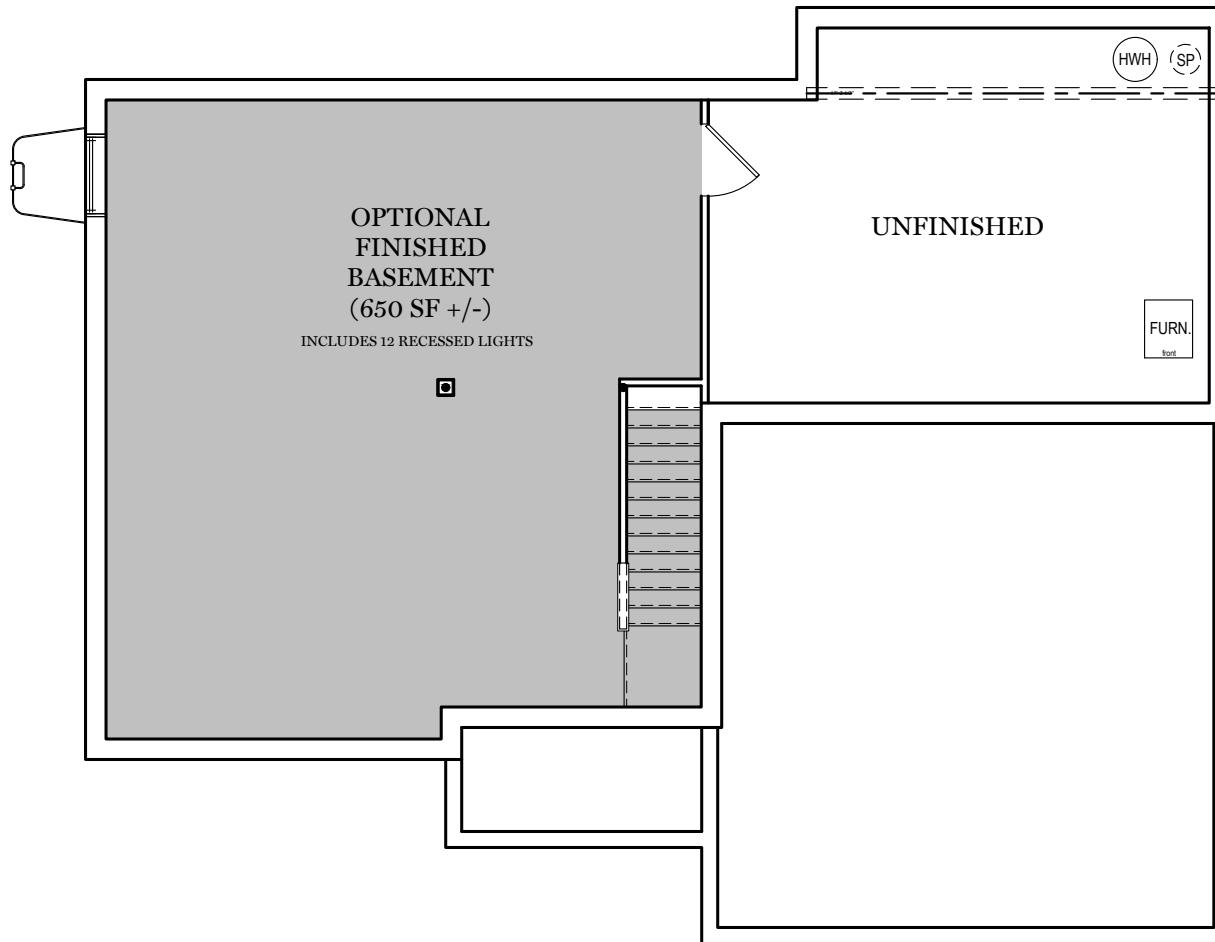 HWH
SP
OPTIONAL
FINISHED
BASEMENT
(650 SF +/-)
INCLUDES 12 RECESSED LIGHTS
UNFINISHED
FURN.
front